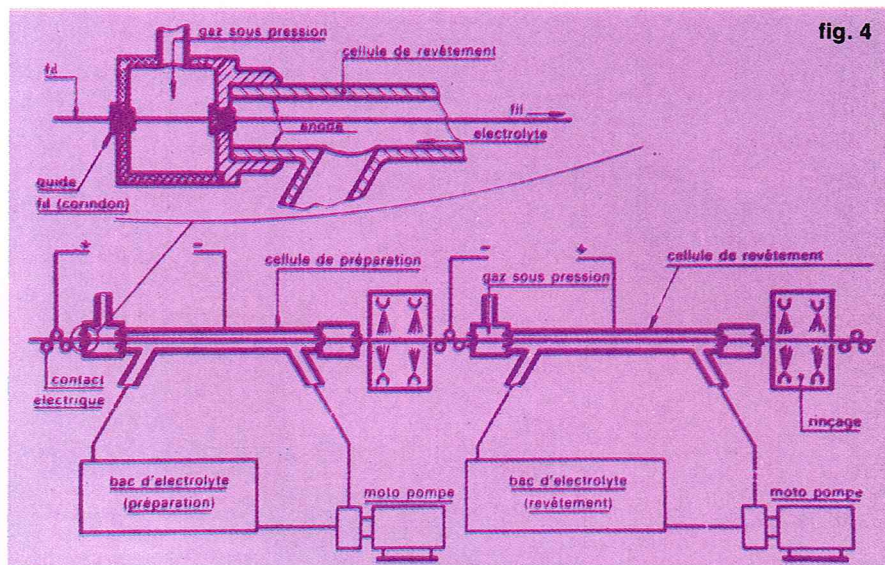 fig. 4
gaz sous pression
cellule de revêtement
fil
fil
anode
electrolyte
guide
fil (corindon)
+
-
cellule de préparation
-
+
cellule de revêtement
gaz sous pression
contact
electrique
rinçage
bac d'electrolyte
(préparation)
moto pompe
bac d'electrolyte
(revêtement)
moto pompe